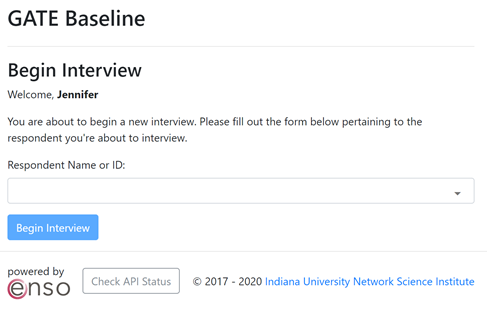 GATE Baseline
Begin Interview
Welcome, Jennifer
You are about to begin a new interview. Please fill out the form below pertaining to the
respondent you're about to interview.
Respondent Name or ID:
Begin Interview
powered by
enso
Check API Status
© 2017 - 2020 Indiana University Network Science Institute